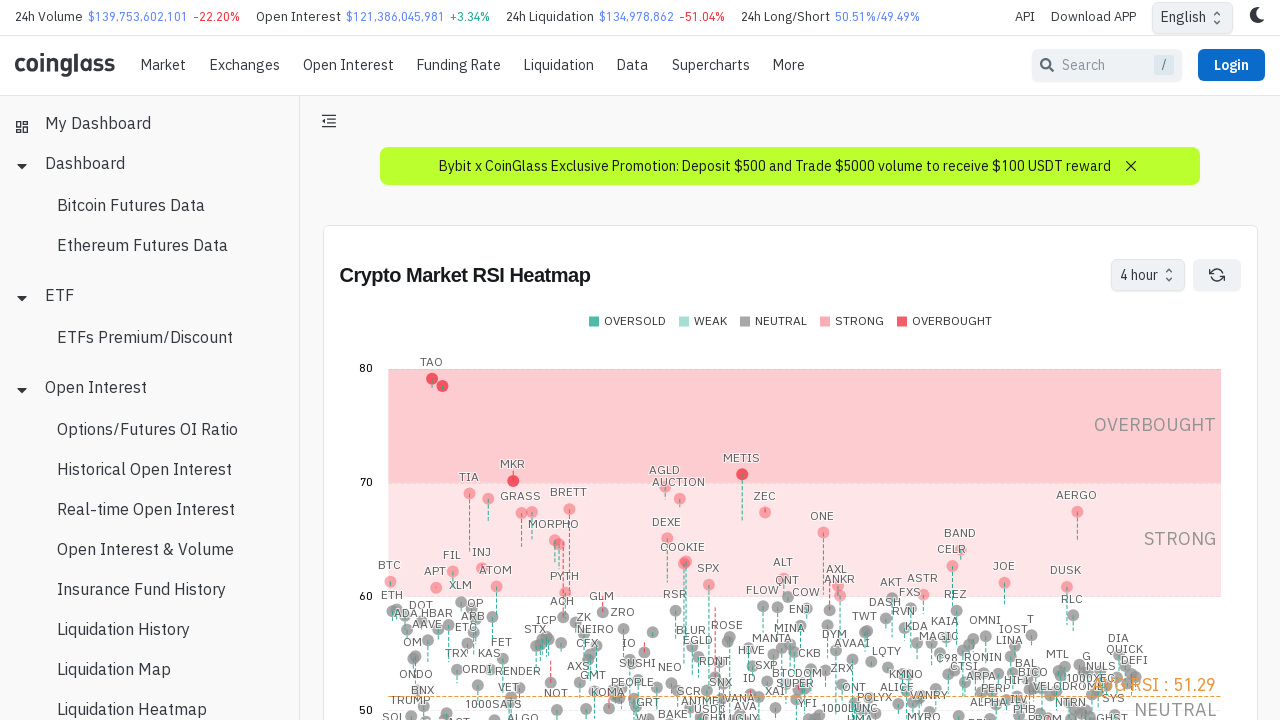 24h Volume $139,753,602,101 -22.20% Open Interest $121,386,045,981 +3.34% 24h Liquidation $134,978,862 -51.04% 24h Long/Short 50.51%/49.49% API Download APP English
coinglass Market Exchanges Open Interest Funding Rate Liquidation Data Supercharts More Search / Login
My Dashboard
Dashboard
Bitcoin Futures Data
Ethereum Futures Data
ETF
ETFs Premium/Discount
Open Interest
Options/Futures OI Ratio
Historical Open Interest
Real-time Open Interest
Open Interest & Volume
Insurance Fund History
Liquidation History
Liquidation Map
Liquidation Heatmap
Bybit x CoinGlass Exclusive Promotion: Deposit $500 and Trade $5000 volume to receive $100 USDT reward
Crypto Market RSI Heatmap 4 hour
OVERSOLD WEAK NEUTRAL STRONG OVERBOUGHT
TAO
80
OVERBOUGHT
METIS
MKR
AGLD
TIA
70
AUCTION
BRETT
GRASS ZEC AERGO
ONE
MORPHO DEXE
BAND
STRONG
COOKIE CELR
FIL INJ
ALT
BTC APT ATOM SPX AXL JOE DUSK
PYTH ANKR ASTR
XLM ONT AKT
ETH GLM RSR FLOW COW FXS REZ
60
ACH RLC
DOT OP DASH
ADA HBAR ARB ZRO ENJ RVN
ICP ZK TWT KAIA OMNI T
AAVE ETC STX NEIRO BLUR ROSE MINA KDA IOST
OM FET CFX IO EGLD MANTA DYM MAGIC LINA DIA
TRX KAS HIVE CKB AVAAI LQTY C98 RONIN MTL G QUICK
ORDI RENDER AXS SUSHI NEO RDNT SXP ZRX CTSI BAL NULS DEFI
ONDO GMT BTCDOM KMNO ARPA BICO
BNX VET PEOPLE SNX ID SUPER ONT ALICE PERP HIFI VELODROME
AVG RSI : 51.29
TRUMP 1000SATS NOT KOMA SCR XAI POLYX VANRY ALPHA NTRN SYS
GRT ANIME AVA YFI 1000LUNC PHB NEUTRAL
SOL ALGO BAKE MYRO GHST